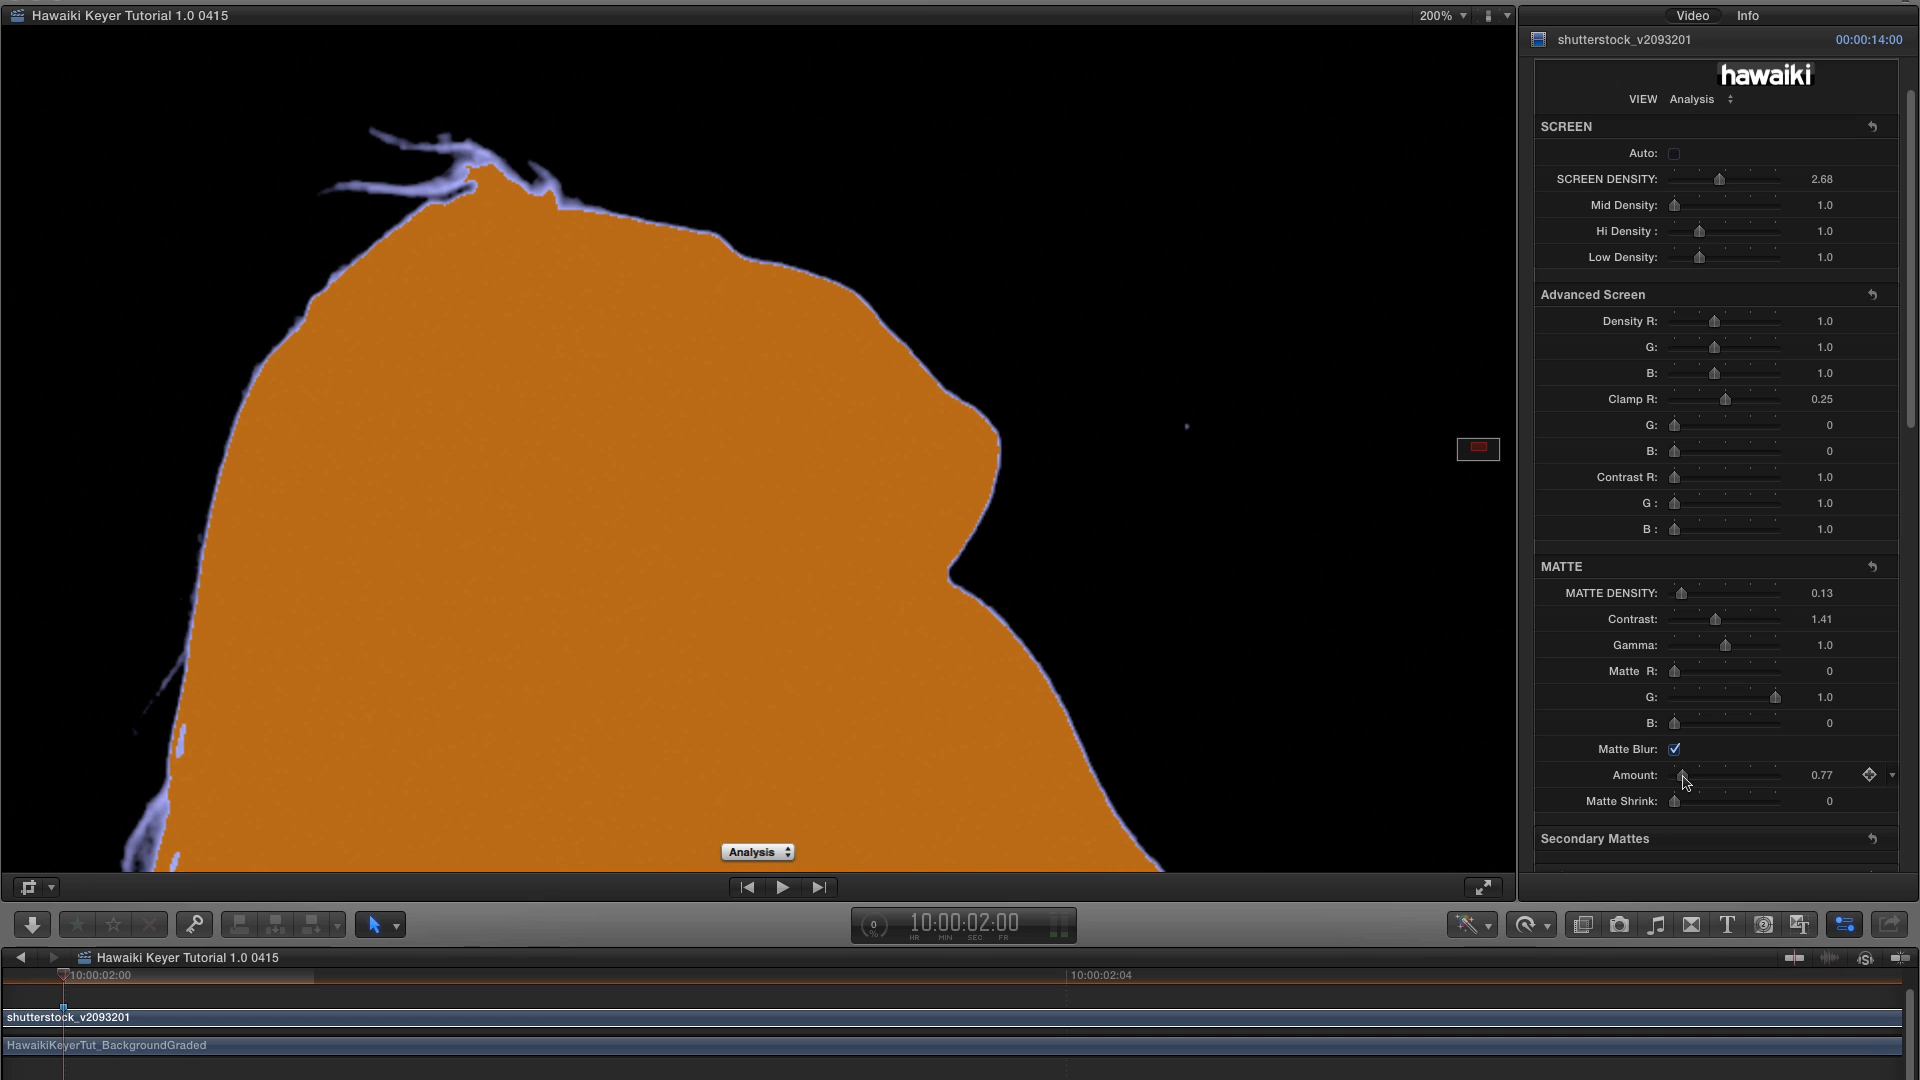 Hawaiki Keyer Tutorial 1.0 0415
200%
Video
Info
shutterstock_v2093201
00:00:14:00
hawaiki
VIEW Analysis
SCREEN
Auto:
SCREEN DENSITY: 2.68
Mid Density: 1.0
Hi Density : 1.0
Low Density: 1.0
Advanced Screen
Density R: 1.0
G: 1.0
B: 1.0
Clamp R: 0.25
G: 0
B: 0
Contrast R: 1.0
G : 1.0
B : 1.0
MATTE
MATTE DENSITY: 0.13
Contrast: 1.41
Gamma: 1.0
Matte R: 0
G: 1.0
B: 0
Matte Blur:
Amount: 0.77
Matte Shrink: 0
Secondary Mattes
Analysis
0
%
10:00:02:00
HR MIN SEC FR
Hawaiki Keyer Tutorial 1.0 0415
10:00:02:00
10:00:02:04
shutterstock_v2093201
HawaikiKeyerTut_BackgroundGraded